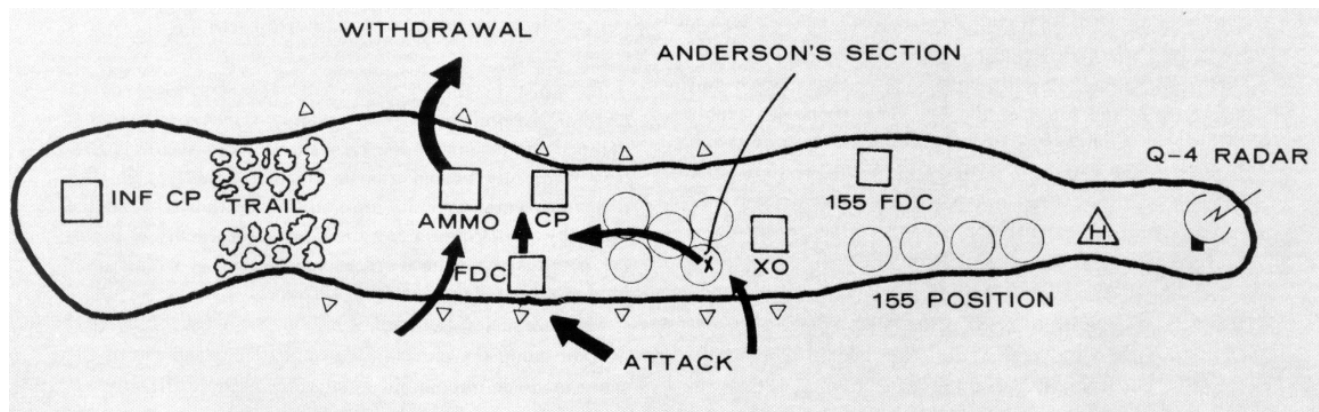 WITHDRAWAL
ANDERSON'S SECTION
Q-4 RADAR
INF CP
TRAIL
AMMO
CP
155 FDC
H
FDC
X
XO
155 POSITION
ATTACK